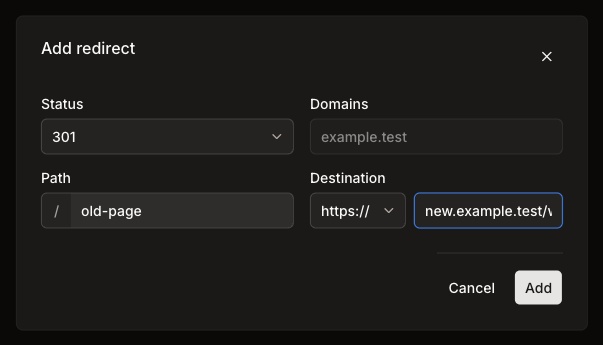 Add redirect
Status
Domains
301
example.test
Path
Destination
/ old-page
https://
new.example.test/
Cancel
Add